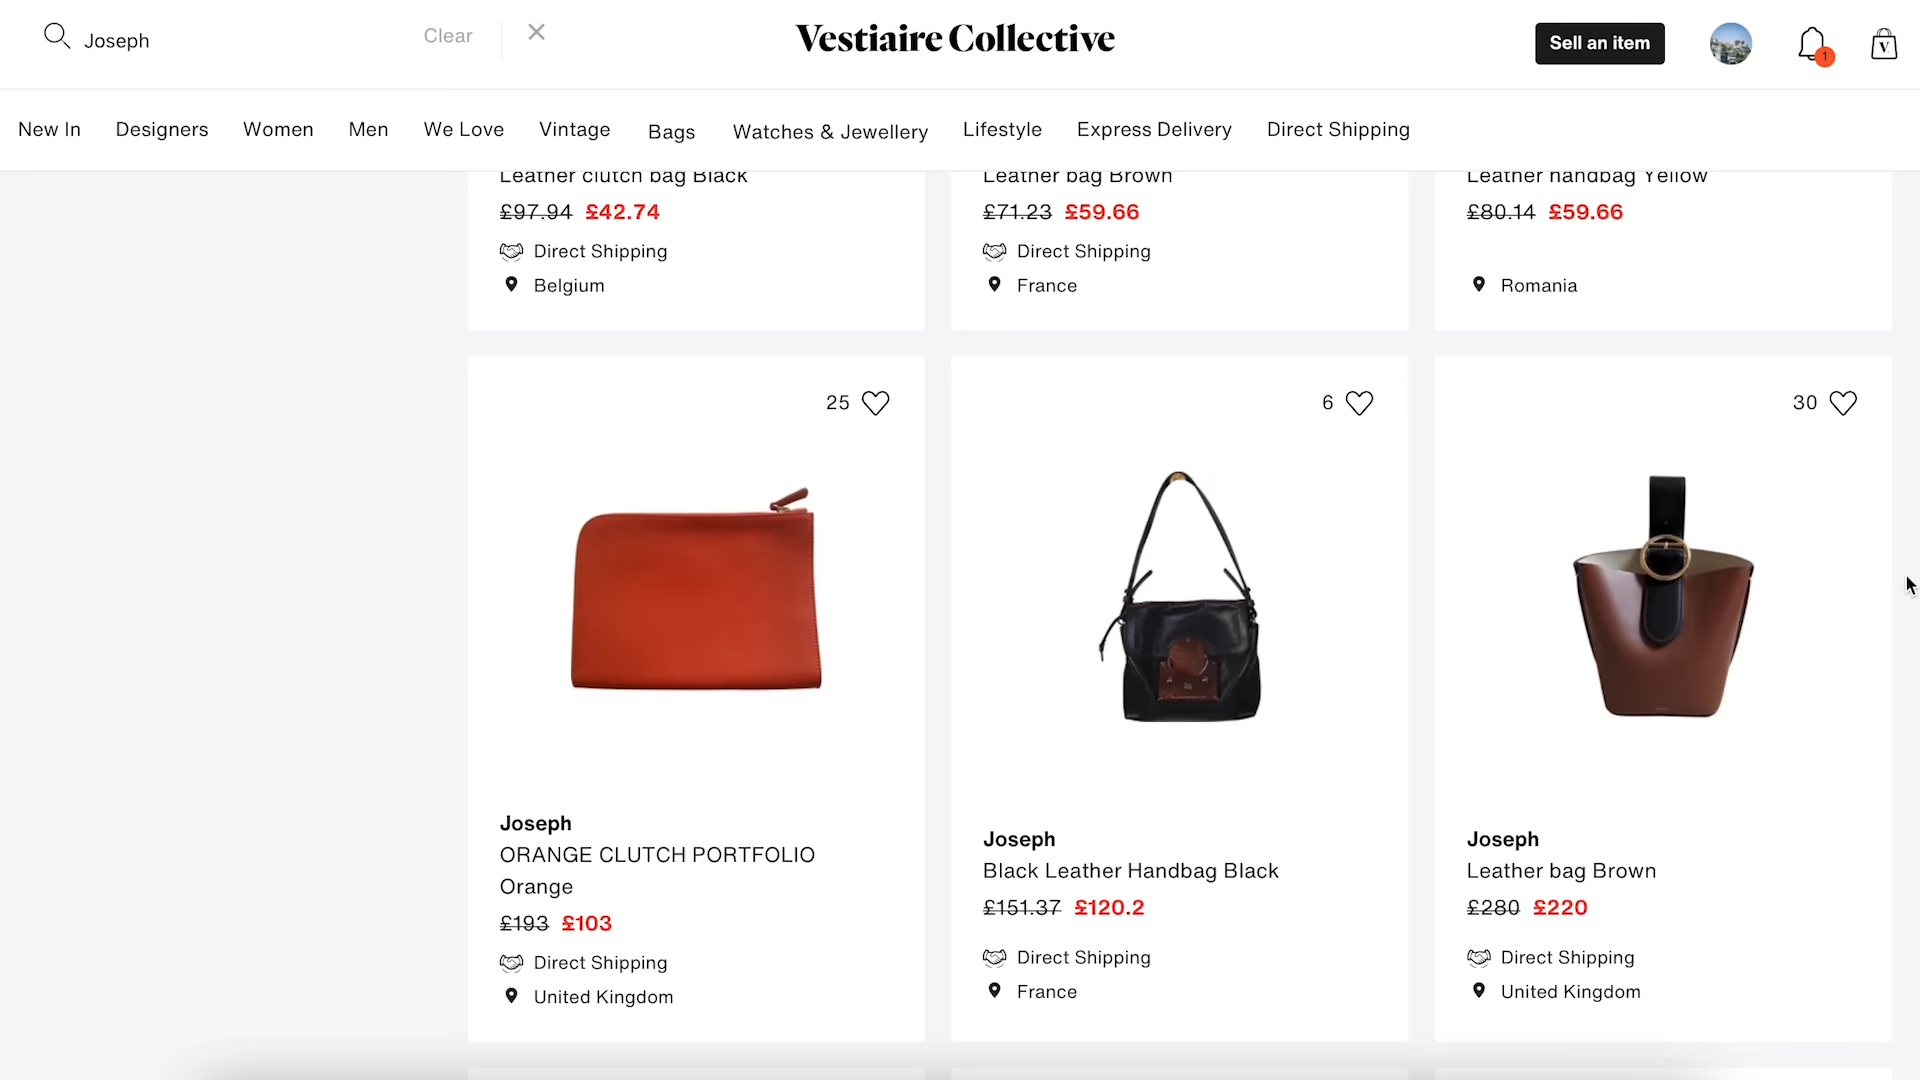 Joseph
Clear
Vestiaire Collective
Sell an item
1
V
New In
Designers
Women
Men
We Love
Vintage
Bags
Watches & Jewellery
Lifestyle
Express Delivery
Direct Shipping
Leather clutch bag Black
£97.94 £42.74
Direct Shipping
Belgium
Leather bag Brown
£71.23 £59.66
Direct Shipping
France
Leather handbag Yellow
£80.14 £59.66
Romania
25
Joseph
ORANGE CLUTCH PORTFOLIO
Orange
£193 £103
Direct Shipping
United Kingdom
6
Joseph
Black Leather Handbag Black
£151.37 £120.2
Direct Shipping
France
30
Joseph
Leather bag Brown
£280 £220
Direct Shipping
United Kingdom